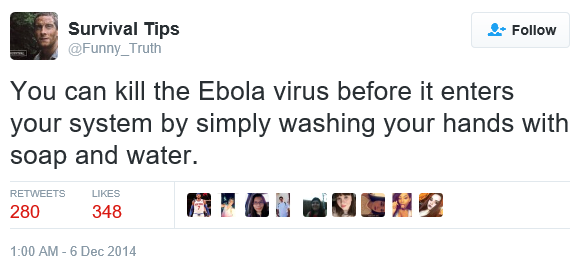 Survival Tips
@Funny_Truth
Follow
You can kill the Ebola virus before it enters
your system by simply washing your hands with
soap and water.
RETWEETS LIKES
280 348
1:00 AM - 6 Dec 2014